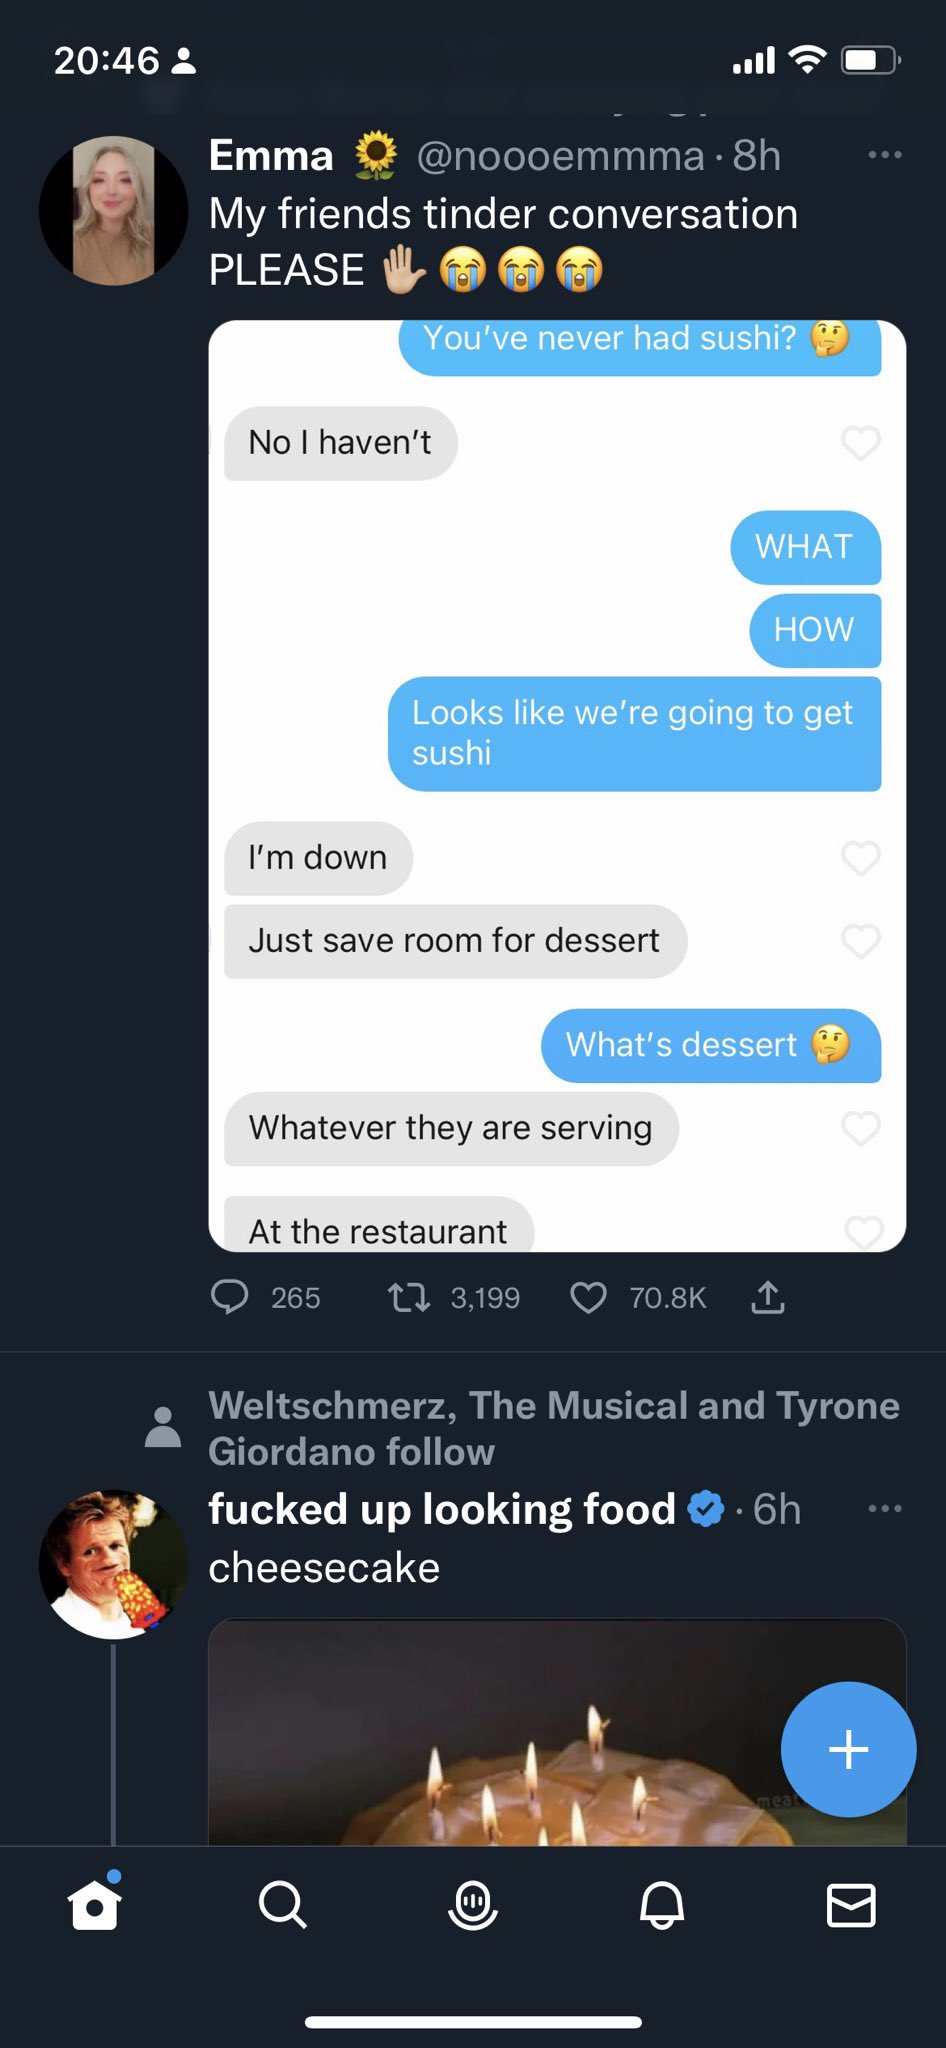 20:46
Emma 🌻 @noooemmma · 8h
My friends tinder conversation
PLEASE 🤚🏼😭😭😭
You’ve never had sushi? 🤔
No I haven’t
WHAT
HOW
Looks like we’re going to get
sushi
I’m down
Just save room for dessert
What’s dessert 🤔
Whatever they are serving
At the restaurant
265 3,199 70.8K
Weltschmerz, The Musical and Tyrone
Giordano follow
fucked up looking food · 6h
cheesecake